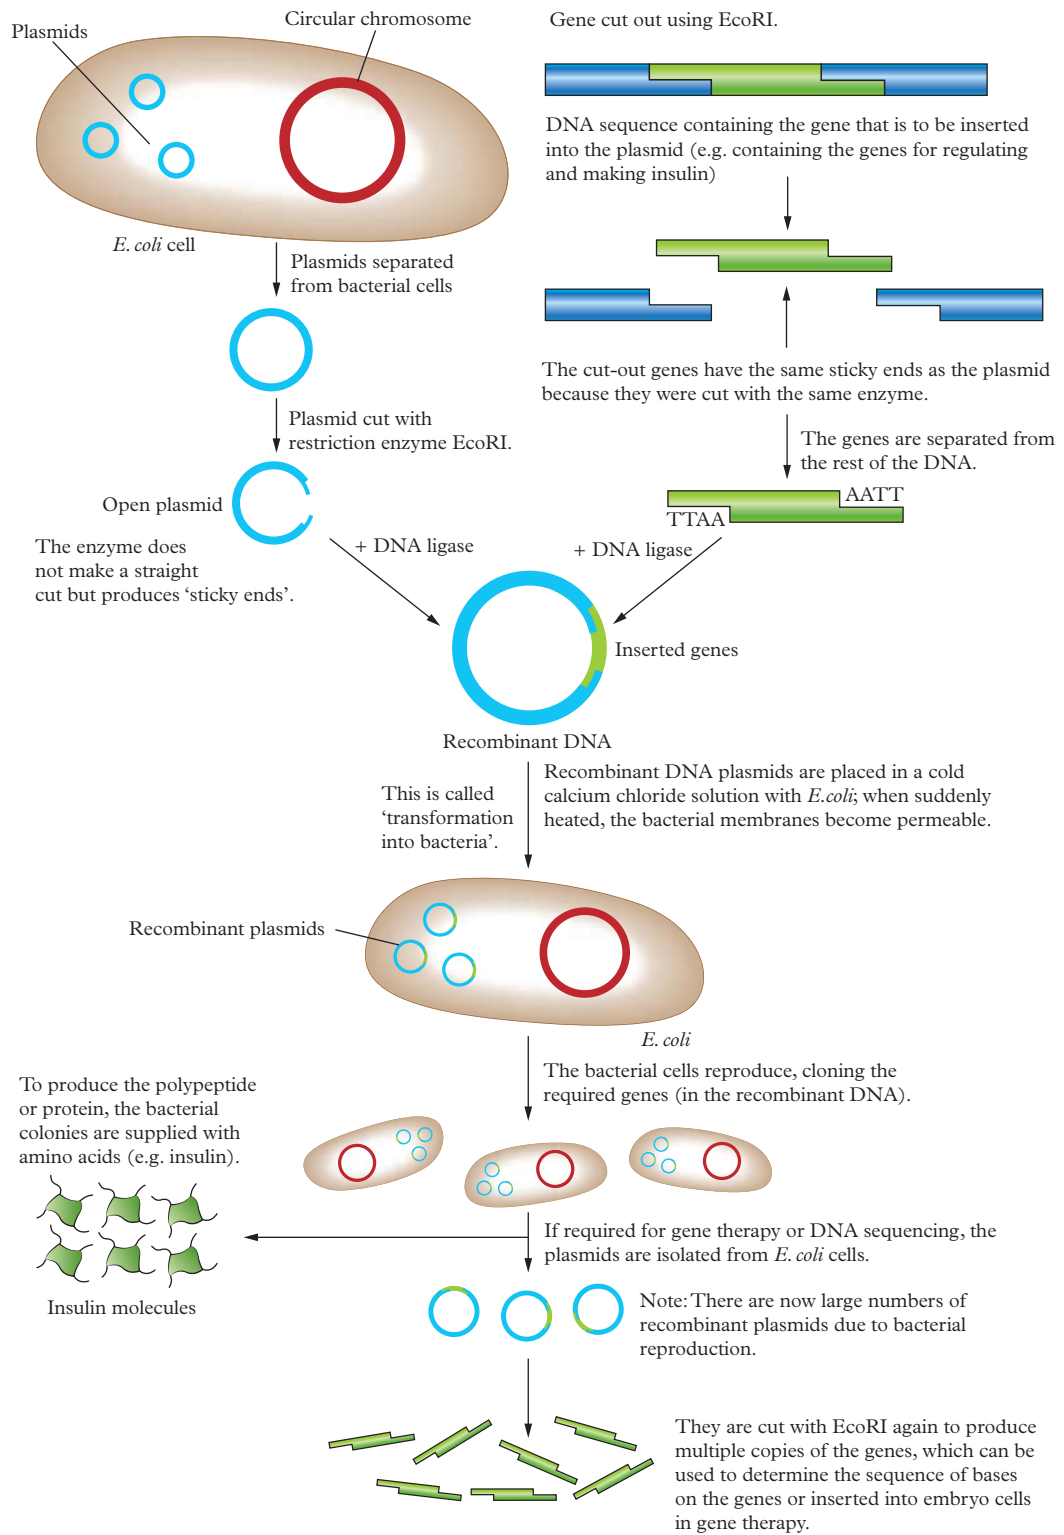 Circular chromosome
Plasmids
E. coli cell
Plasmids separated
from bacterial cells
Plasmid cut with
restriction enzyme EcoRI.
Open plasmid
The enzyme does
not make a straight
cut but produces ‘sticky ends’.
+ DNA ligase
Gene cut out using EcoRI.
DNA sequence containing the gene that is to be inserted
into the plasmid (e.g. containing the genes for regulating
and making insulin)
The cut-out genes have the same sticky ends as the plasmid
because they were cut with the same enzyme.
The genes are separated from
the rest of the DNA.
AATT
TTAA
+ DNA ligase
Inserted genes
Recombinant DNA
This is called
‘transformation
into bacteria’.
Recombinant DNA plasmids are placed in a cold
calcium chloride solution with E.coli; when suddenly
heated, the bacterial membranes become permeable.
Recombinant plasmids
E. coli
The bacterial cells reproduce, cloning the
required genes (in the recombinant DNA).
To produce the polypeptide
or protein, the bacterial
colonies are supplied with
amino acids (e.g. insulin).
Insulin molecules
If required for gene therapy or DNA sequencing, the
plasmids are isolated from E. coli cells.
Note: There are now large numbers of
recombinant plasmids due to bacterial
reproduction.
They are cut with EcoRI again to produce
multiple copies of the genes, which can be
used to determine the sequence of bases
on the genes or inserted into embryo cells
in gene therapy.